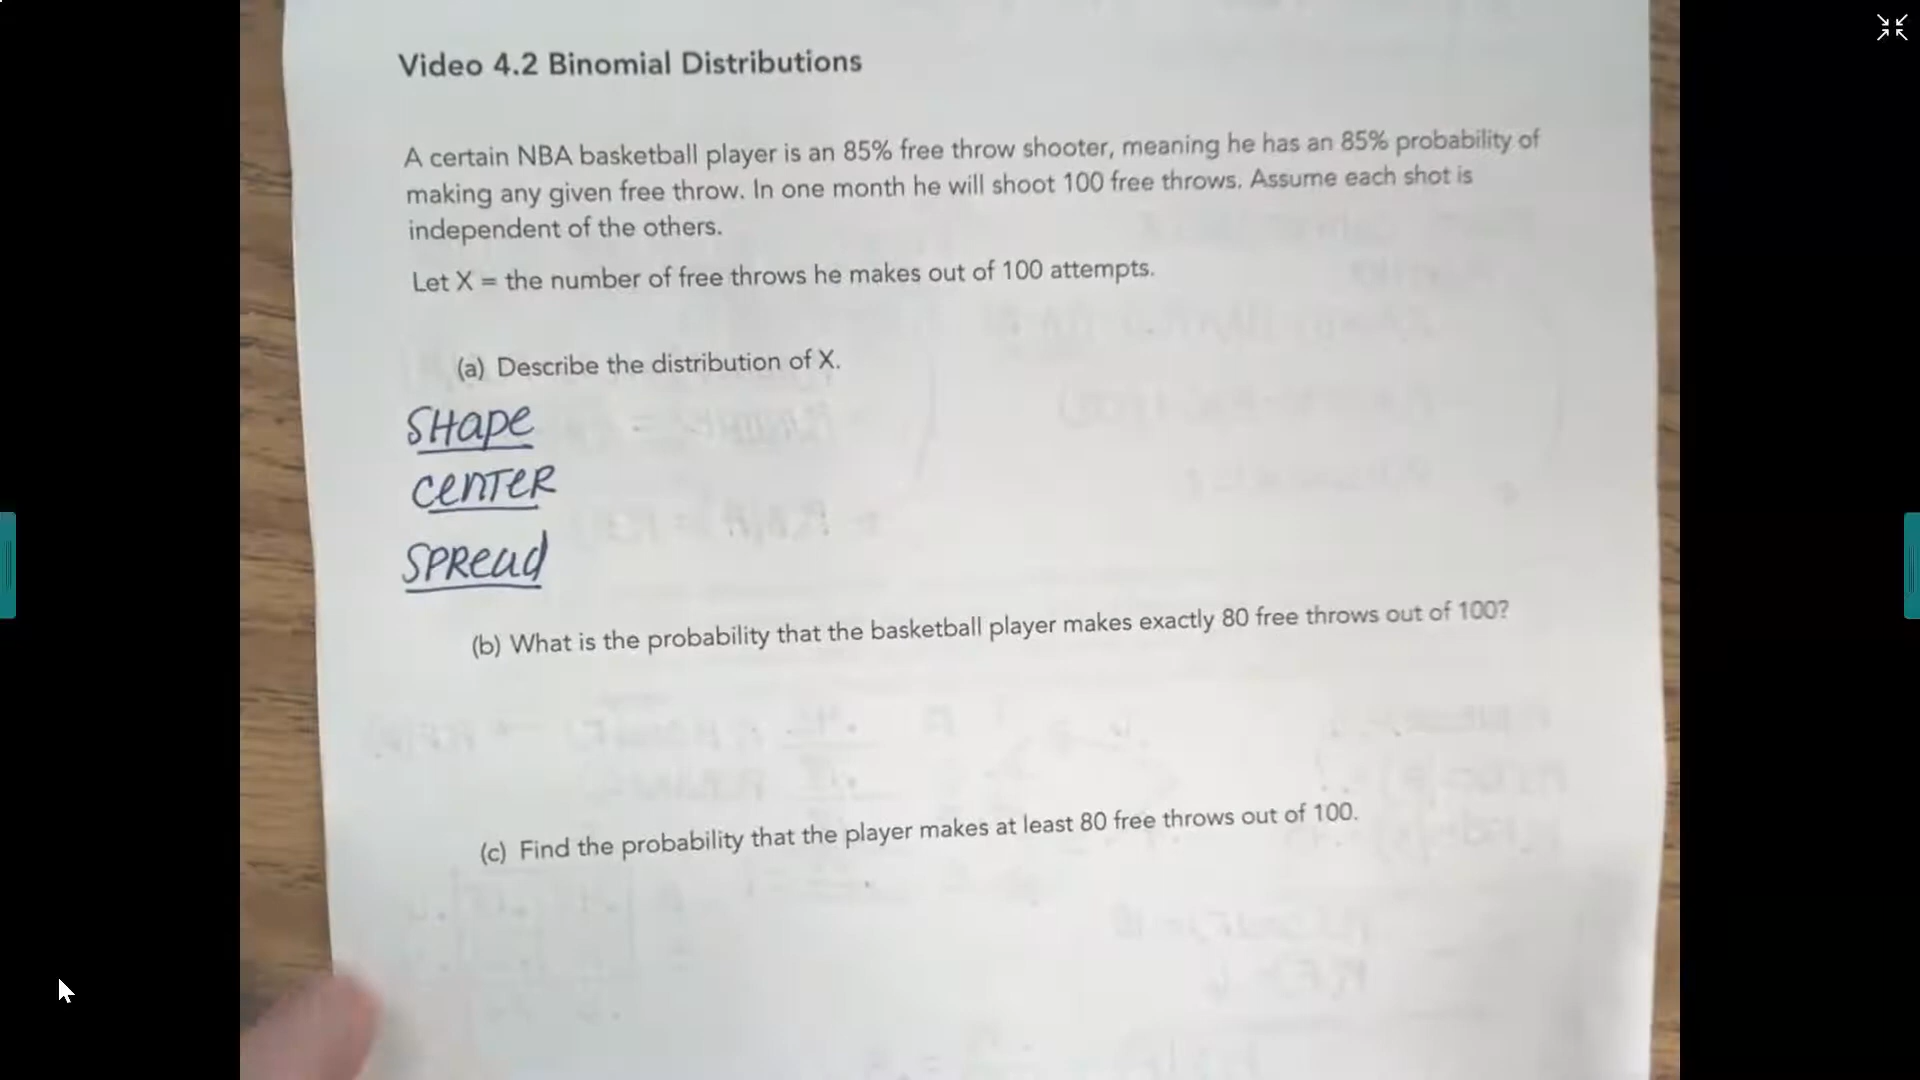 Video 4.2 Binomial Distributions
A certain NBA basketball player is an 85% free throw shooter, meaning he has an 85% probability of
making any given free throw. In one month he will shoot 100 free throws. Assume each shot is
independent of the others.
Let X = the number of free throws he makes out of 100 attempts.
(a) Describe the distribution of X.
SHape
CenTeR
SPRead
(b) What is the probability that the basketball player makes exactly 80 free throws out of 100?
(c) Find the probability that the player makes at least 80 free throws out of 100.